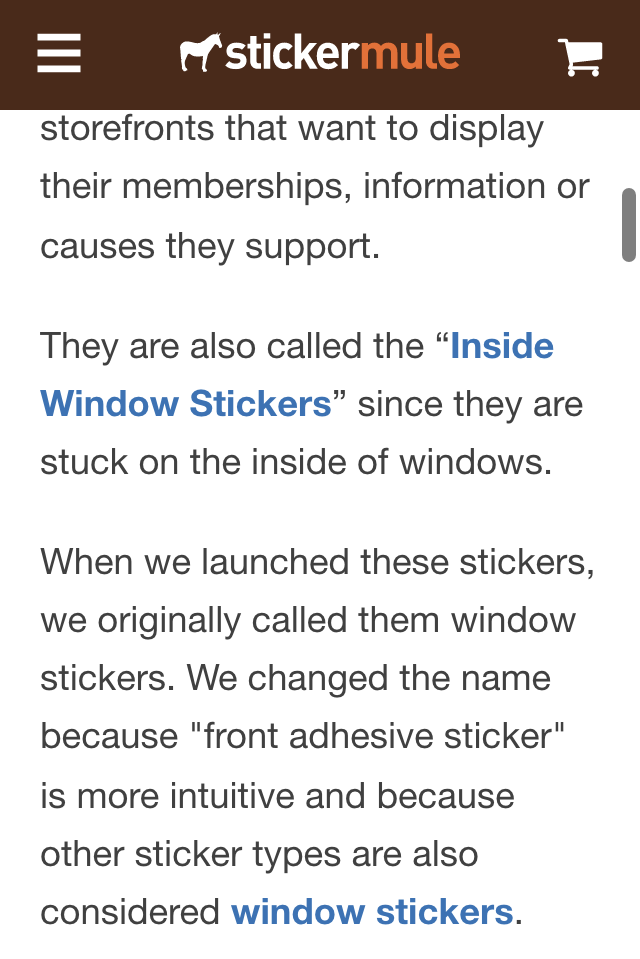 stickermule
storefronts that want to display
their memberships, information or
causes they support.
They are also called the “Inside
Window Stickers” since they are
stuck on the inside of windows.
When we launched these stickers,
we originally called them window
stickers. We changed the name
because "front adhesive sticker"
is more intuitive and because
other sticker types are also
considered window stickers.